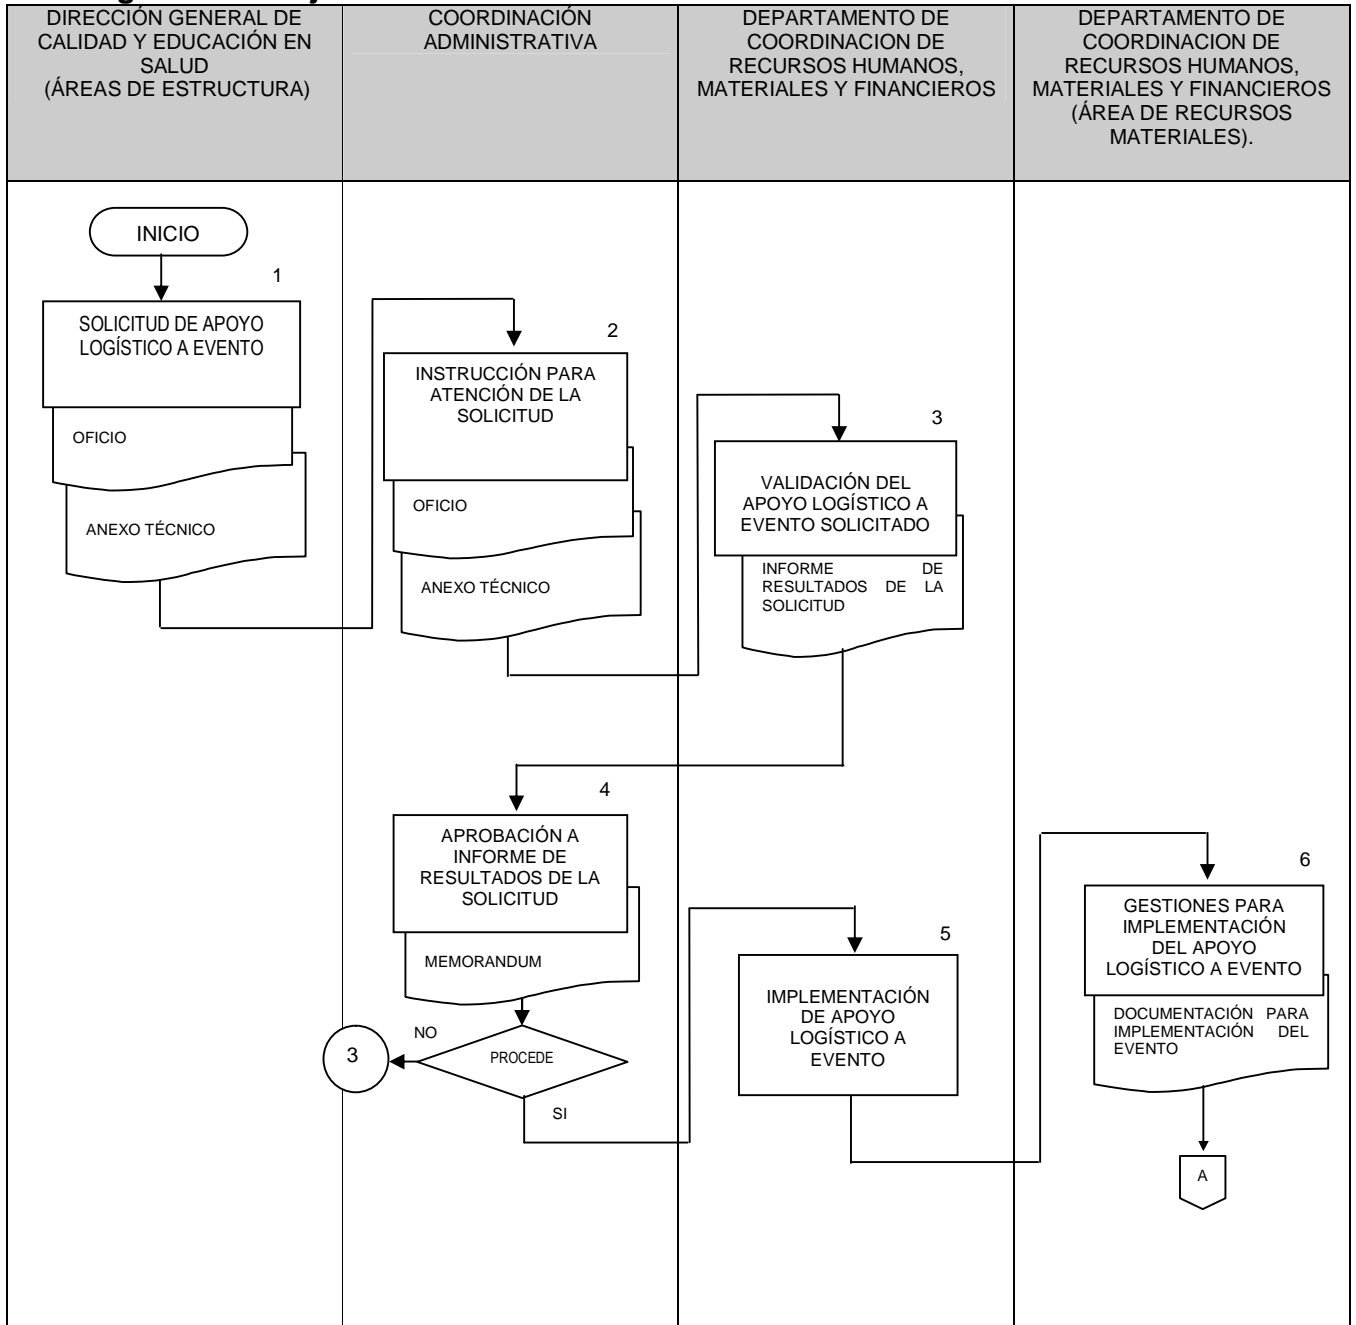 DIRECCIÓN GENERAL DE
CALIDAD Y EDUCACIÓN EN
SALUD
(ÁREAS DE ESTRUCTURA)
COORDINACIÓN
ADMINISTRATIVA
DEPARTAMENTO DE
COORDINACION DE
RECURSOS HUMANOS,
MATERIALES Y FINANCIEROS
DEPARTAMENTO DE
COORDINACION DE
RECURSOS HUMANOS,
MATERIALES Y FINANCIEROS
(ÁREA DE RECURSOS
MATERIALES).
INICIO
1
SOLICITUD DE APOYO
LOGÍSTICO A EVENTO
OFICIO
ANEXO TÉCNICO
2
INSTRUCCIÓN PARA
ATENCIÓN DE LA
SOLICITUD
OFICIO
ANEXO TÉCNICO
3
VALIDACIÓN DEL
APOYO LOGÍSTICO A
EVENTO SOLICITADO
INFORME DE
RESULTADOS DE LA
SOLICITUD
4
APROBACIÓN A
INFORME DE
RESULTADOS DE LA
SOLICITUD
MEMORANDUM
NO
3
PROCEDE
SI
5
IMPLEMENTACIÓN
DE APOYO
LOGÍSTICO A
EVENTO
6
GESTIONES PARA
IMPLEMENTACIÓN
DEL APOYO
LOGÍSTICO A EVENTO
DOCUMENTACIÓN PARA
IMPLEMENTACIÓN DEL
EVENTO
A